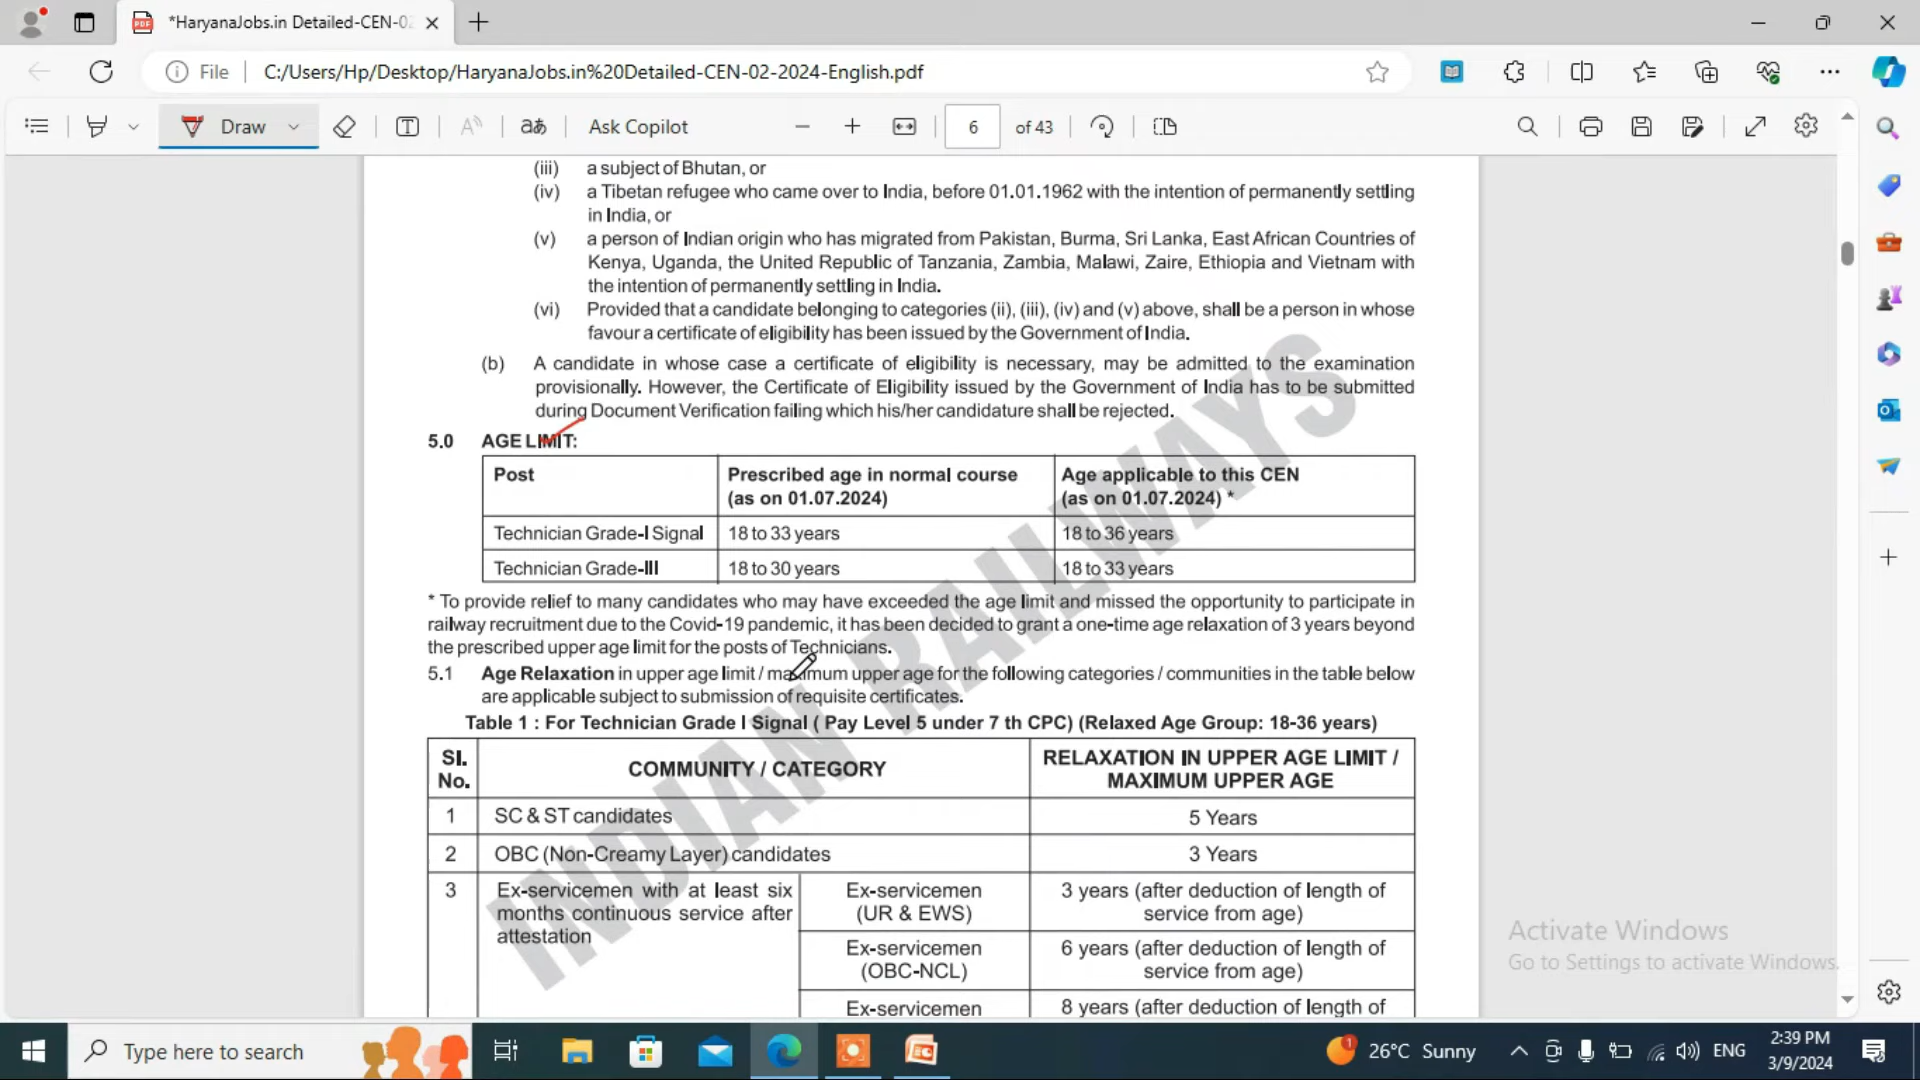 *HaryanaJobs.in Detailed-CEN-02
File
C:/Users/Hp/Desktop/HaryanaJobs.in%20Detailed-CEN-02-2024-English.pdf
Draw
Ask Copilot
6 of 43
(iii) a subject of Bhutan, or
(iv) a Tibetan refugee who came over to India, before 01.01.1962 with the intention of permanently settling
in India, or
(v) a person of Indian origin who has migrated from Pakistan, Burma, Sri Lanka, East African Countries of
Kenya, Uganda, the United Republic of Tanzania, Zambia, Malawi, Zaire, Ethiopia and Vietnam with
the intention of permanently settling in India.
(vi) Provided that a candidate belonging to categories (ii), (iii), (iv) and (v) above, shall be a person in whose
favour a certificate of eligibility has been issued by the Government of India.
(b) A candidate in whose case a certificate of eligibility is necessary, may be admitted to the examination
provisionally. However, the Certificate of Eligibility issued by the Government of India has to be submitted
during Document Verification failing which his/her candidature shall be rejected.
5.0 AGE LIMIT:
Post Prescribed age in normal course (as on 01.07.2024) Age applicable to this CEN (as on 01.07.2024) *
Technician Grade-I Signal 18 to 33 years 18 to 36 years
Technician Grade-III 18 to 30 years 18 to 33 years
* To provide relief to many candidates who may have exceeded the age limit and missed the opportunity to participate in
railway recruitment due to the Covid-19 pandemic, it has been decided to grant a one-time age relaxation of 3 years beyond
the prescribed upper age limit for the posts of Technicians.
5.1 Age Relaxation in upper age limit / maximum upper age for the following categories / communities in the table below
are applicable subject to submission of requisite certificates.
Table 1 : For Technician Grade I Signal ( Pay Level 5 under 7 th CPC) (Relaxed Age Group: 18-36 years)
Sl. No. COMMUNITY / CATEGORY RELAXATION IN UPPER AGE LIMIT / MAXIMUM UPPER AGE
1 SC & ST candidates 5 Years
2 OBC (Non-Creamy Layer) candidates 3 Years
3 Ex-servicemen with at least six months continuous service after attestation
Ex-servicemen (UR & EWS) 3 years (after deduction of length of service from age)
Ex-servicemen (OBC-NCL) 6 years (after deduction of length of service from age)
Ex-servicemen 8 years (after deduction of length of
INDIAN RAILWAYS
Activate Windows
Go to Settings to activate Windows.
Type here to search
1
26°C Sunny
ENG
2:39 PM
3/9/2024